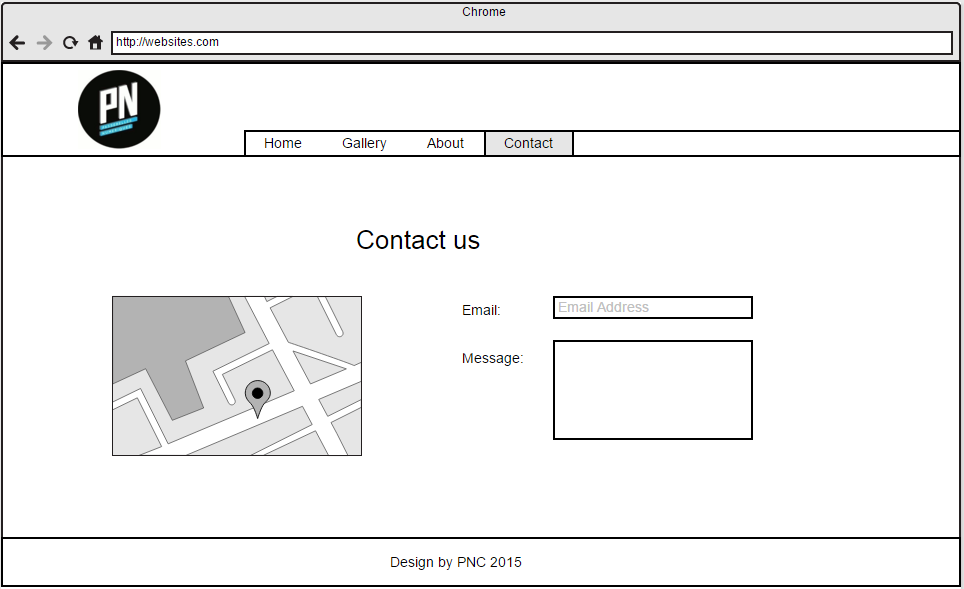 Chrome
http://websites.com
PN
Home Gallery About Contact
Contact us
Email: Email Address
Message:
Design by PNC 2015